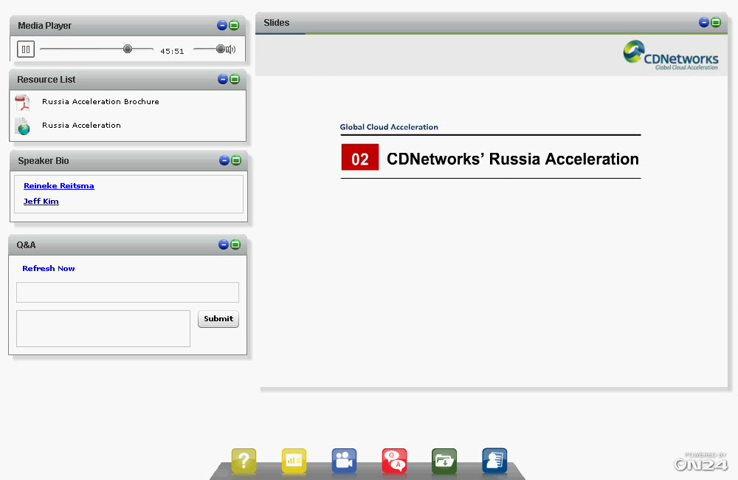 Media Player
45:51
Resource List
Russia Acceleration Brochure
Russia Acceleration
Speaker Bio
Reineke Reitsma
Jeff Kim
Q&A
Refresh Now
Submit
Slides
CDNetworks
Global Cloud Acceleration
Global Cloud Acceleration
02 CDNetworks’ Russia Acceleration
?
Q
A
POWERED BY
ON24